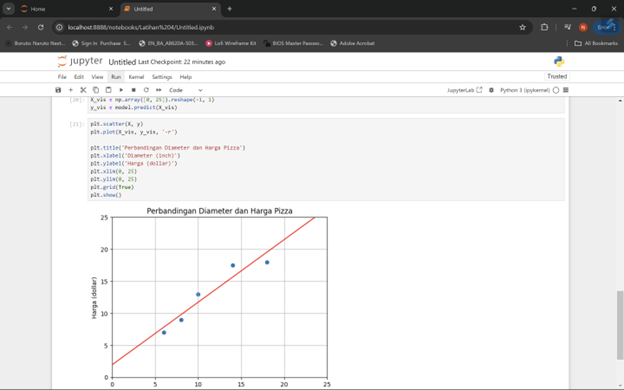 Home
Untitled
localhost:8888/notebooks/Latihan%204/Untitled.ipynb
Boruto: Naruto Next...
Sign In
Purchase S...
EN_B4_AB620A-S01...
Lo-fi Wireframe Kit
BIOS Master Passwo...
Adobe Acrobat
All Bookmarks
jupyter Untitled Last Checkpoint: 22 minutes ago
File Edit View Run Kernel Settings Help
Trusted
Code
JupyterLab
Python 3 (ipykernel)
[20]:
X_vis = np.array([0, 25]).reshape(-1, 1)
y_vis = model.predict(X_vis)
[21]:
plt.scatter(X, y)
plt.plot(X_vis, y_vis, '-r')
plt.title('Perbandingan Diameter dan Harga Pizza')
plt.xlabel('Diameter (inch)')
plt.ylabel('Harga (dollar)')
plt.xlim(0, 25)
plt.ylim(0, 25)
plt.grid(True)
plt.show()
Perbandingan Diameter dan Harga Pizza
25
20
15
10
5
0
Harga (dollar)
0 5 10 15 20 25